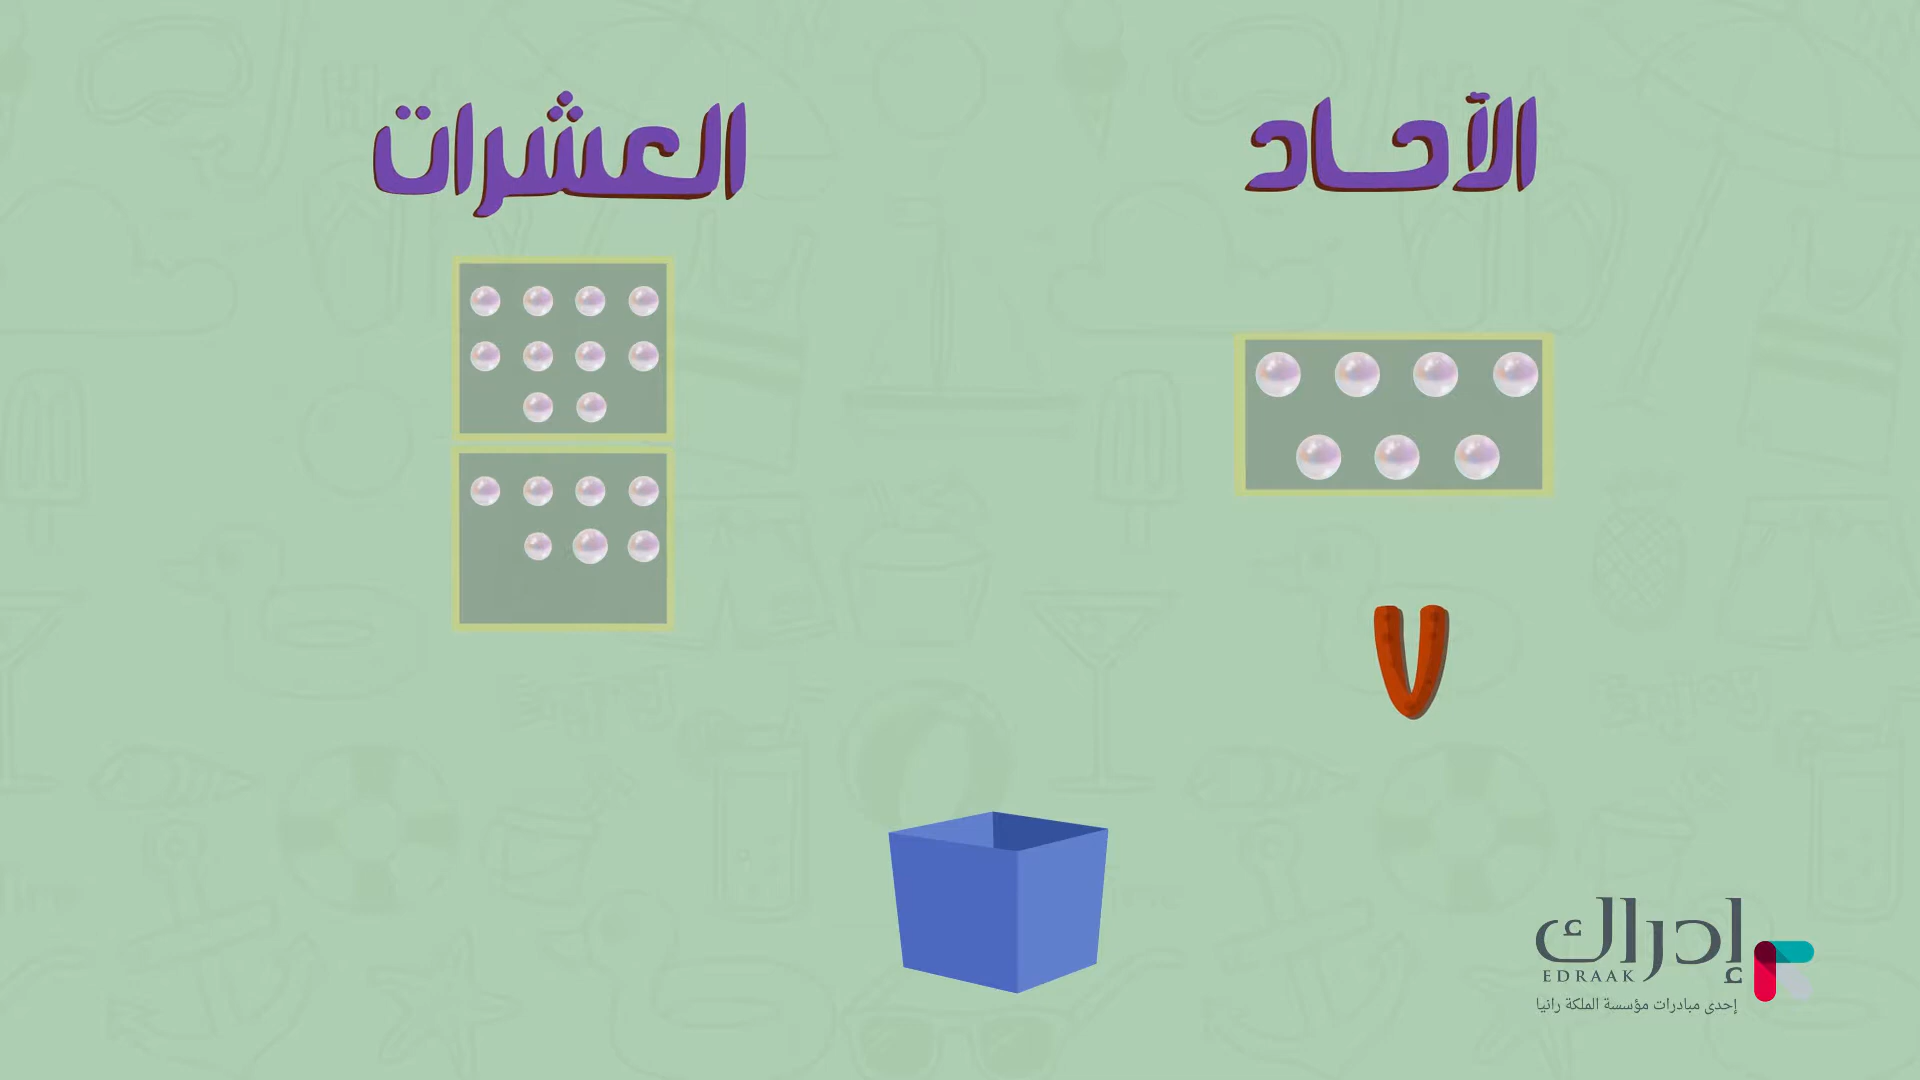 الآحاد
العشرات
٧
إدراك
EDRAAK
إحدى مبادرات مؤسسة الملكة رانيا